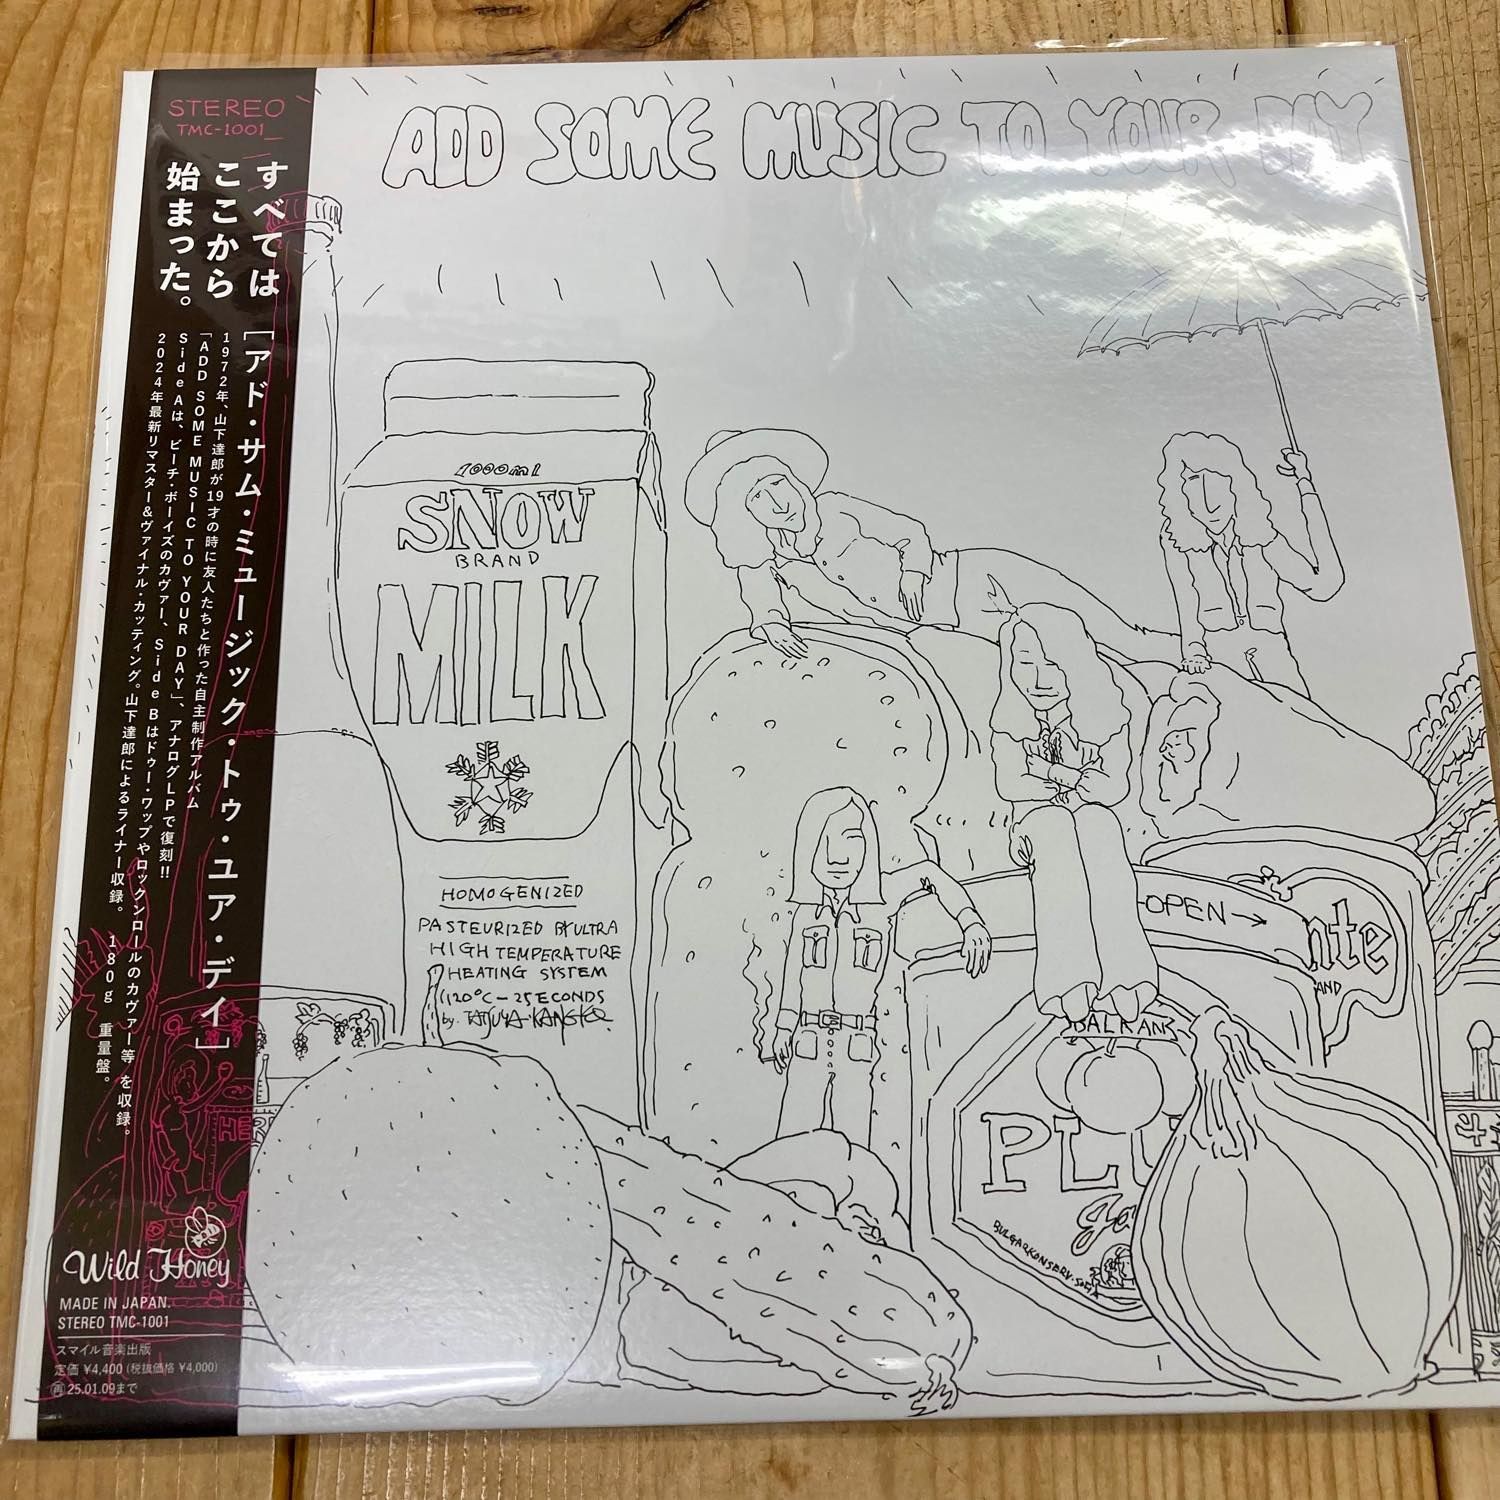 STEREO
TMC-1001
すべては
ここから
始まった。
［アド・サム・ミュージック・トゥ・ユア・デイ］
1972年、山下達郎が19才の時に友人たちと作った自主制作アルバム
「ADD SOME MUSIC TO YOUR DAY」、アナログLPで復刻!!
Side Aは、ビーチ・ボーイズのカヴァー、Side Bはドゥー・ワップやロックンロールのカヴァー等 を収録。
2024年最新リマスター&ヴァイナル・カッティング。山下達郎によるライナー収録。 180g 重量盤。
Wild Honey
MADE IN JAPAN.
STEREO TMC-1001
スマイル音楽出版
定価 ¥4,400 (税抜価格 ¥4,000)
再 25.01.09まで
ADD SOME MUSIC TO YOUR DAY
1000ml
SNOW
BRAND
MILK
HOMOGENIZED
PASTEURIZED BY ULTRA
HIGH TEMPERATURE
HEATING SYSTEM
120°C-2SECONDS
OPEN→
nte
AND
BALKAN
PLU
HER